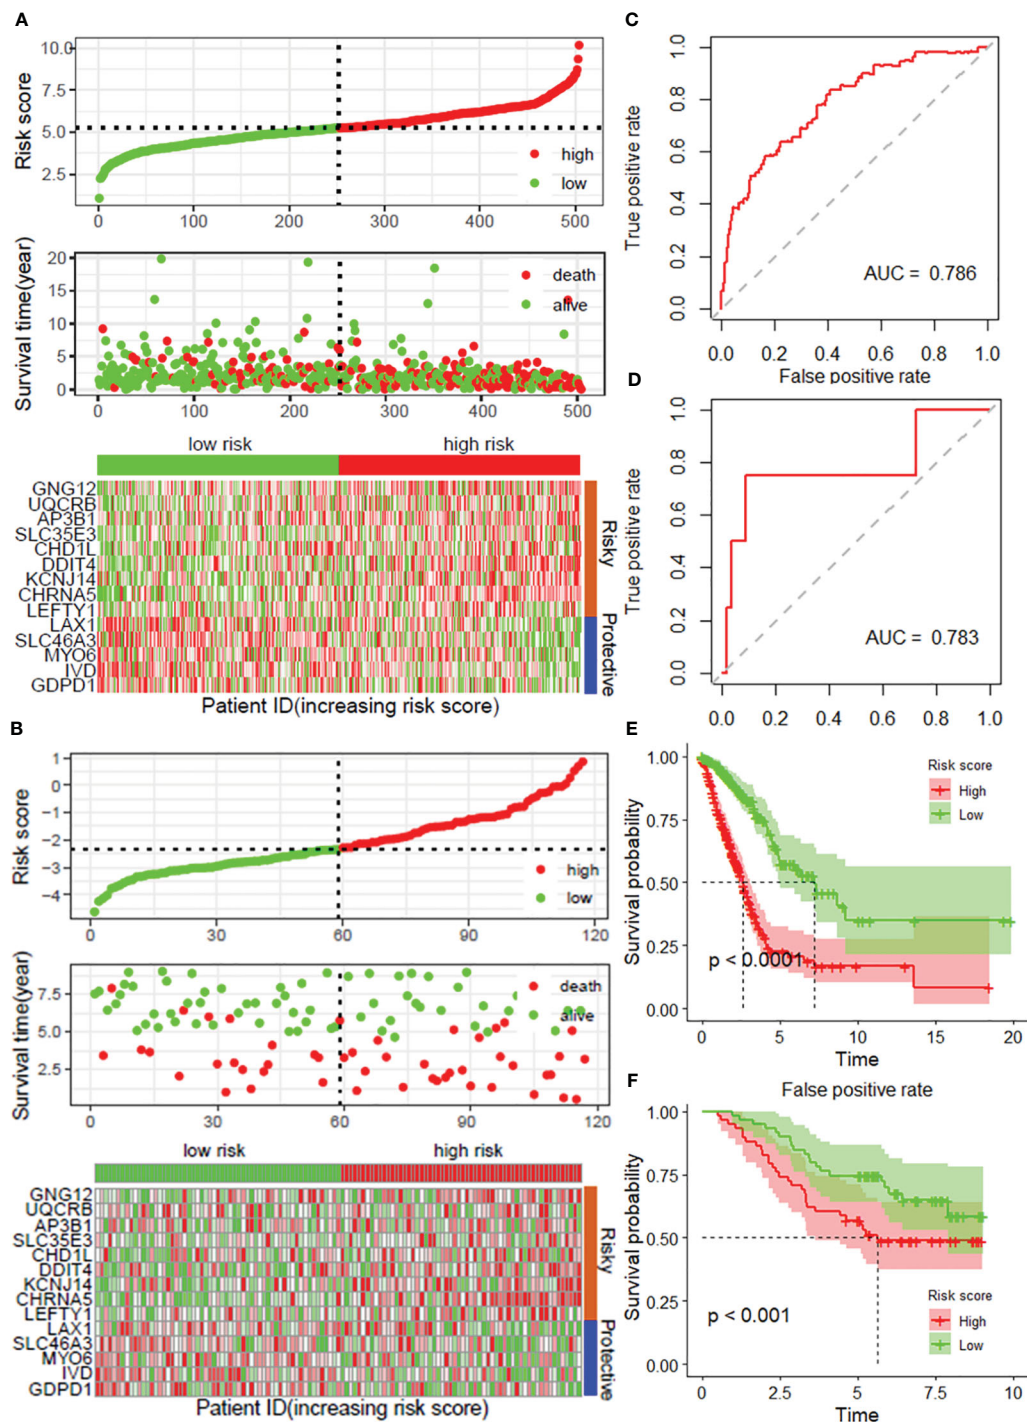 A
Risk score
10.0
7.5
5.0
2.5
high
low
0 100 200 300 400 500
Survival time(year)
20
15
10
5
0
death
alive
0 100 200 300 400 500
low risk high risk
GNG12
UQCRB
AP3B1
SLC35E3
CHD1L
DDIT4
KCNJ14
CHRNA5
LEFTY1
LAX1
SLC46A3
MYO6
IVD
GDPD1
Risky
Protective
Patient ID(increasing risk score)
B
Risk score
1
0
−1
−2
−3
−4
high
low
0 30 60 90 120
Survival time(year)
7.5
5.0
2.5
death
alive
0 30 60 90 120
low risk high risk
GNG12
UQCRB
AP3B1
SLC35E3
CHD1L
DDIT4
KCNJ14
CHRNA5
LEFTY1
LAX1
SLC46A3
MYO6
IVD
GDPD1
Risky
Protective
Patient ID(increasing risk score)
C
True positive rate
1.0
0.8
0.6
0.4
0.2
0.0
AUC = 0.786
0.0 0.2 0.4 0.6 0.8 1.0
False positive rate
D
True positive rate
1.0
0.8
0.6
0.4
0.2
0.0
AUC = 0.783
0.0 0.2 0.4 0.6 0.8 1.0
E
Survival probability
1.00
0.75
0.50
0.25
0.00
Risk score
High
Low
p < 0.0001
0 5 10 15 20
Time
F
False positive rate
Survival probability
1.00
0.75
0.50
0.25
0.00
p < 0.001
Risk score
High
Low
0.0 2.5 5.0 7.5 10
Time